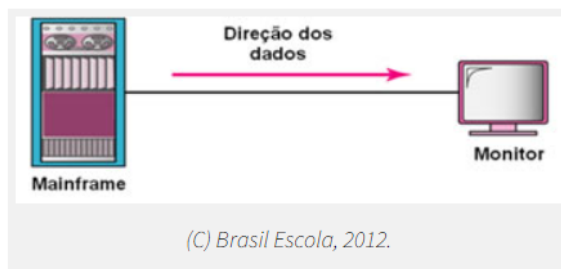 Direção dos
dados
Mainframe
Monitor
(C) Brasil Escola, 2012.